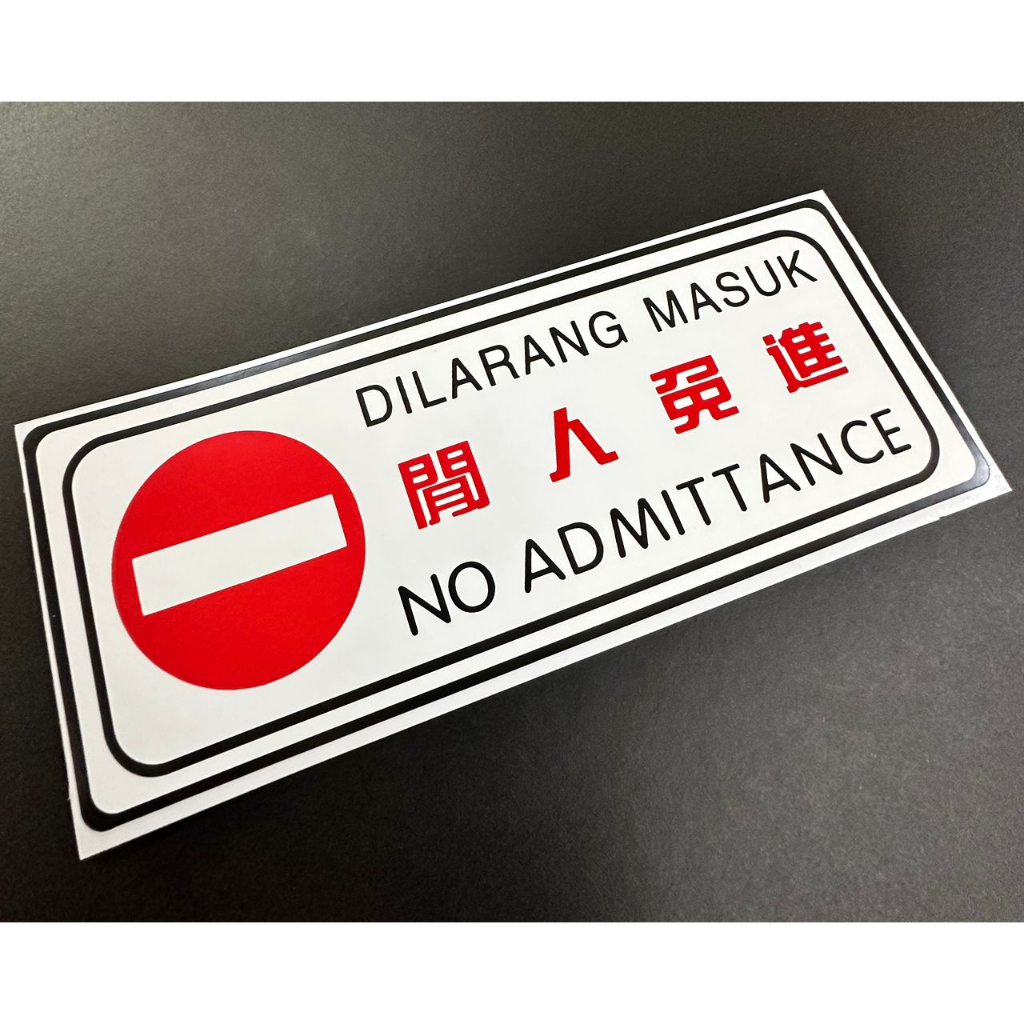 DILARANG MASUK
閒人免進
NO ADMITTANCE